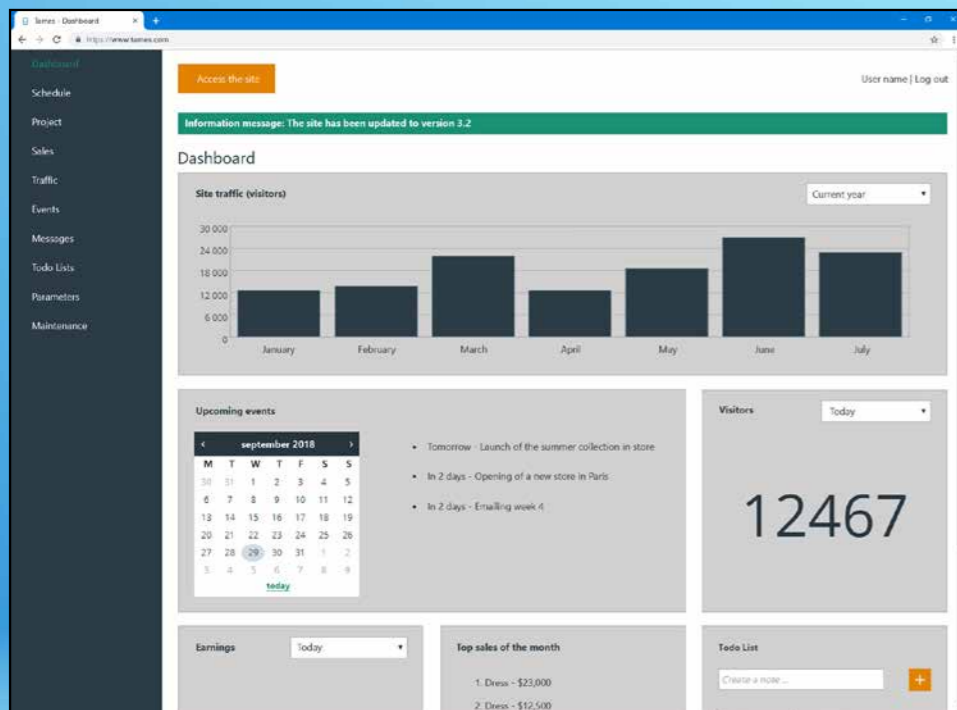 Tames - Dashboard
https://www.tames.com
Dashboard
Schedule
Project
Sales
Traffic
Events
Messages
Todo Lists
Parameters
Maintenance
Access the site
User name | Log out
Information message: The site has been updated to version 3.2
Dashboard
Site traffic (visitors)
Current year
30 000
24 000
18 000
12 000
6 000
0
January February March April May June July
Upcoming events
< september 2018 >
M T W T F S S
30 31 1 2 3 4 5
6 7 8 9 10 11 12
13 14 15 16 17 18 19
20 21 22 23 24 25 26
27 28 29 30 31 1 2
3 4 5 6 7 8 9
today
• Tomorrow - Launch of the summer collection in store
• In 2 days - Opening of a new store in Paris
• In 2 days - Emailing week 4
Visitors
Today
12467
Earnings
Today
Top sales of the month
1. Dress - $23,000
2. Dress - $12,500
Todo List
Create a note ...
+